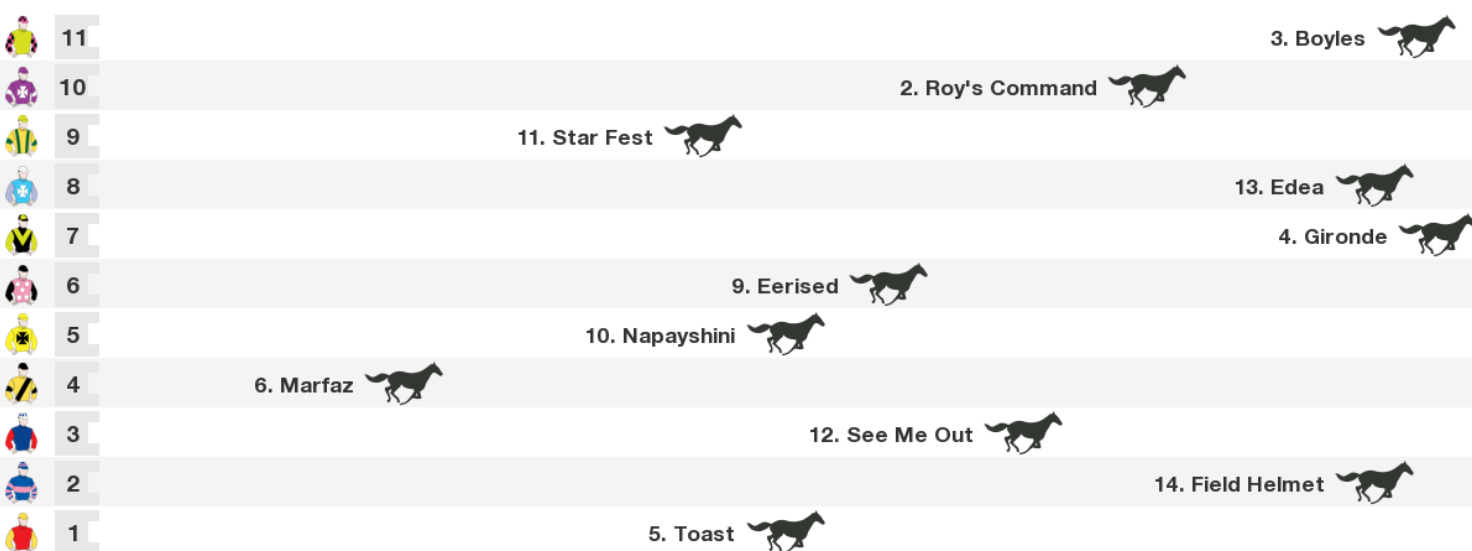 11 3. Boyles
10 2. Roy's Command
9 11. Star Fest
8 13. Edea
7 4. Gironde
6 9. Eerised
5 10. Napayshini
4 6. Marfaz
3 12. See Me Out
2 14. Field Helmet
1 5. Toast